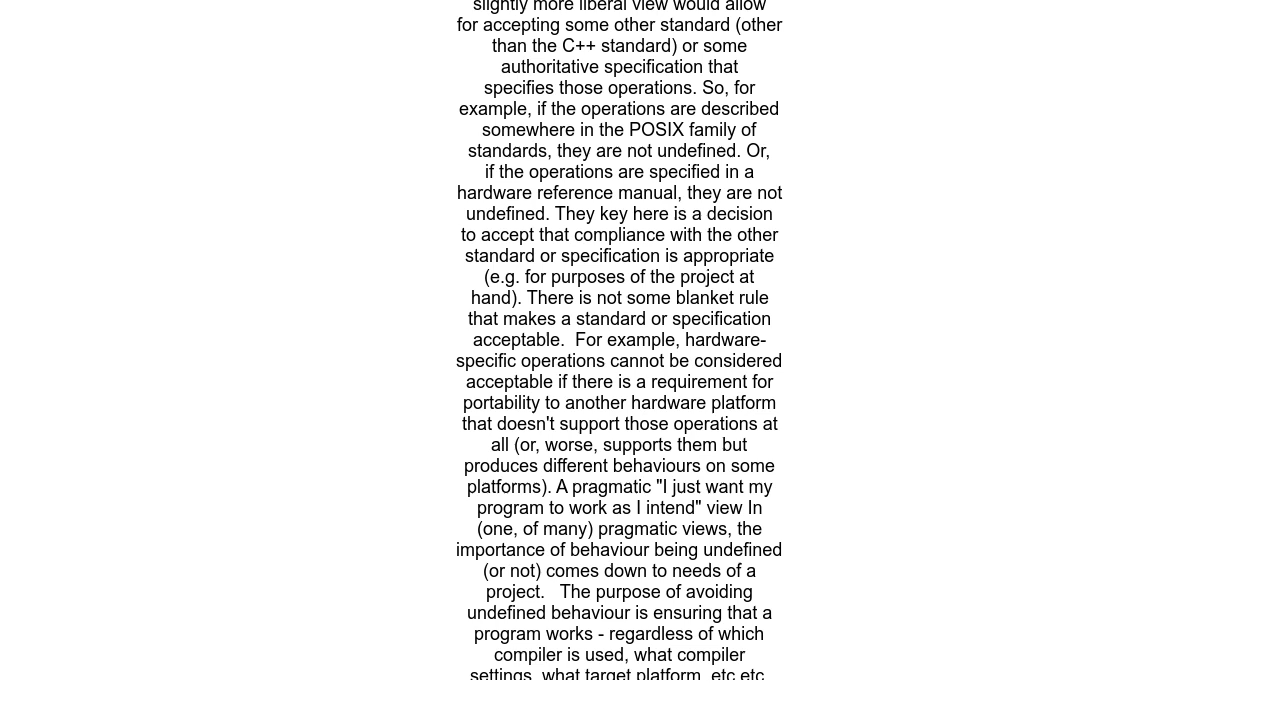 slightly more liberal view would allow
for accepting some other standard (other
than the C++ standard) or some
authoritative specification that
specifies those operations. So, for
example, if the operations are described
somewhere in the POSIX family of
standards, they are not undefined. Or,
if the operations are specified in a
hardware reference manual, they are not
undefined. They key here is a decision
to accept that compliance with the other
standard or specification is appropriate
(e.g. for purposes of the project at
hand). There is not some blanket rule
that makes a standard or specification
acceptable.  For example, hardware-
specific operations cannot be considered
acceptable if there is a requirement for
portability to another hardware platform
that doesn't support those operations at
all (or, worse, supports them but
produces different behaviours on some
platforms). A pragmatic "I just want my
program to work as I intend" view In
(one, of many) pragmatic views, the
importance of behaviour being undefined
(or not) comes down to needs of a
project.   The purpose of avoiding
undefined behaviour is ensuring that a
program works - regardless of which
compiler is used, what compiler
settings, what target platform, etc etc